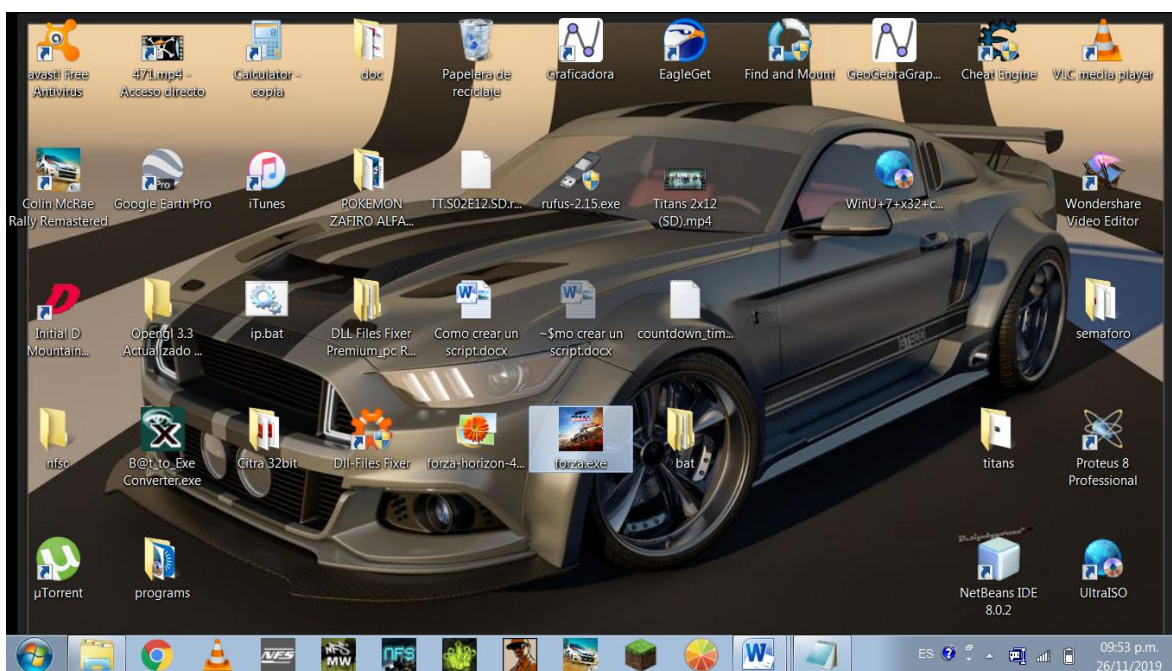 avast! Free
Antivirus
471.mp4 -
Acceso directo
Calculator -
copia
doc
Papelera de
reciclaje
Graficadora
EagleGet
Find and Mount
GeoGebraGrap...
Cheat Engine
VLC media player
Colin McRae
Rally Remastered
Google Earth Pro
iTunes
POKEMON
ZAFIRO ALFA...
TT.S02E12.SD.r...
rufus-2.15.exe
Titans 2x12
(SD).mp4
WinU+7+x32+c...
Wondershare
Video Editor
Initial D
Mountain...
Opengl 3.3
Actualizado ...
ip.bat
DLL Files Fixer
Premium_pc R...
Como crear un
script.docx
~$mo crear un
script.docx
countdown_tim...
semaforo
GT500
nfsc
B@t_to_Exe
Converter.exe
Citra 32bit
Dll-Files Fixer
forza-horizon-4...
forza.exe
bat
titans
Proteus 8
Professional
µTorrent
programs
NetBeans IDE
8.0.2
UltraISO
NFS
NFS
MW
NFS
W
ES
09:53 p.m.
26/11/2019